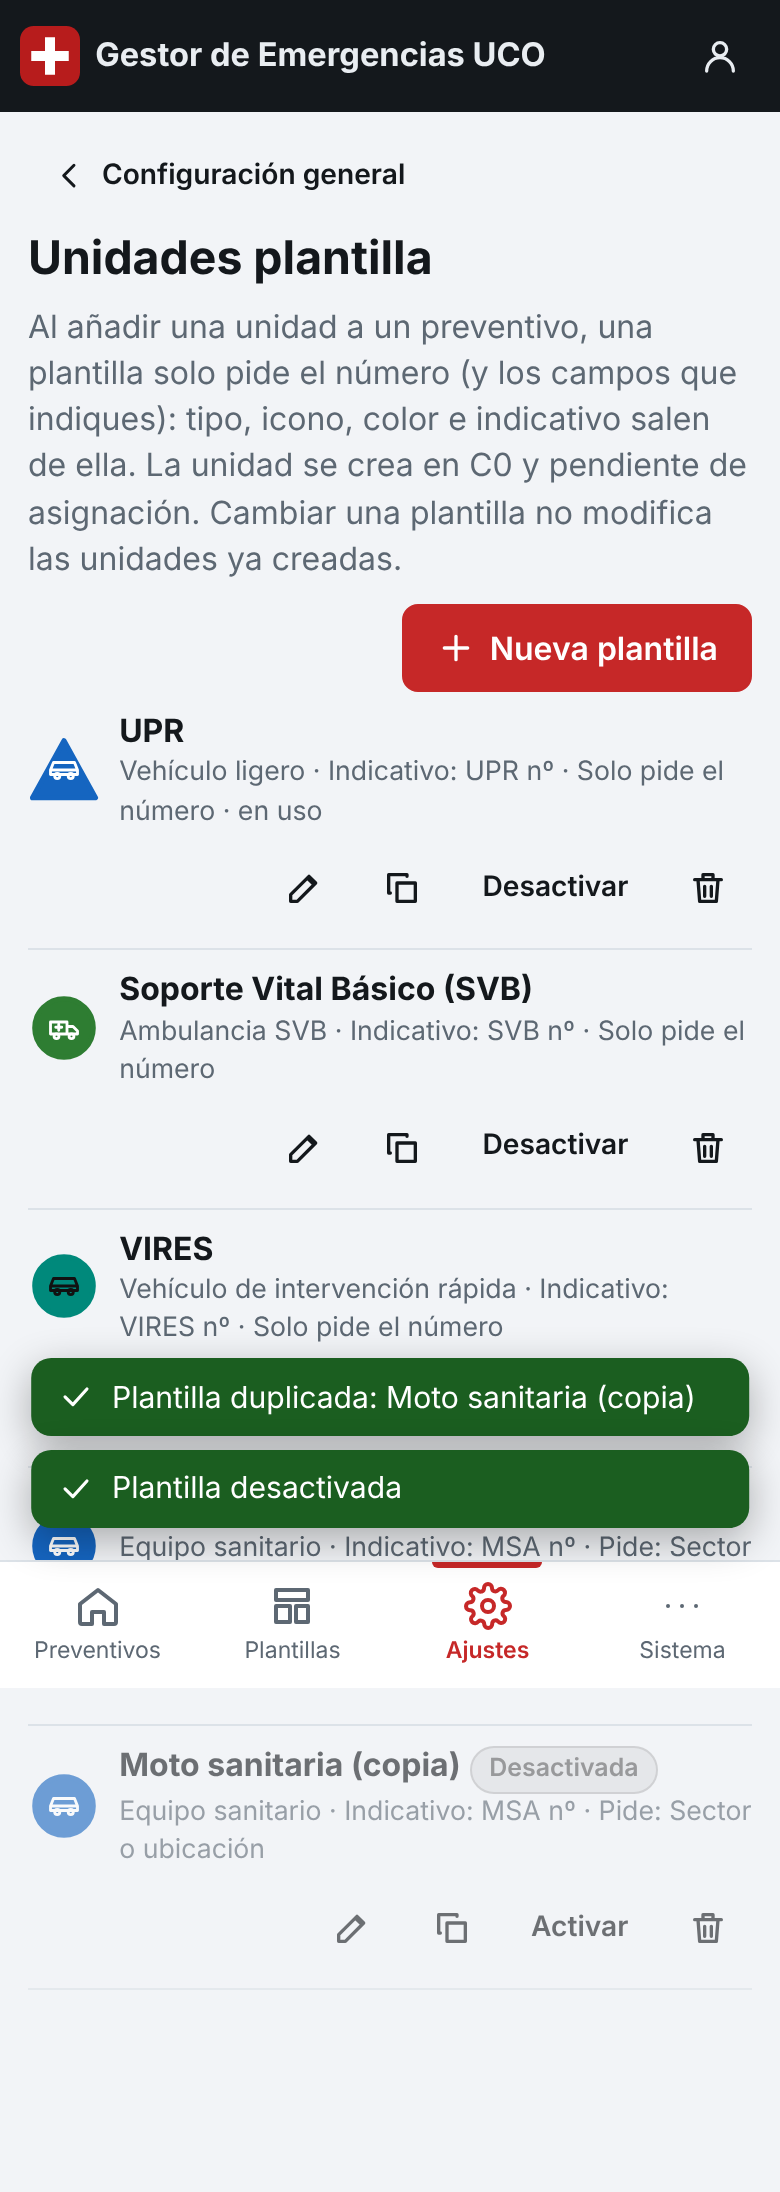 Gestor de Emergencias UCO
Configuración general
Unidades plantilla
Al añadir una unidad a un preventivo, una
plantilla solo pide el número (y los campos que
indiques): tipo, icono, color e indicativo salen
de ella. La unidad se crea en C0 y pendiente de
asignación. Cambiar una plantilla no modifica
las unidades ya creadas.
Nueva plantilla
UPR
Vehículo ligero · Indicativo: UPR nº · Solo pide el
número · en uso
Desactivar
Soporte Vital Básico (SVB)
Ambulancia SVB · Indicativo: SVB nº · Solo pide el
número
Desactivar
VIRES
Vehículo de intervención rápida · Indicativo:
VIRES nº · Solo pide el número
Plantilla duplicada: Moto sanitaria (copia)
Plantilla desactivada
Equipo sanitario · Indicativo: MSA nº · Pide: Sector
Preventivos
Plantillas
Ajustes
Sistema
Moto sanitaria (copia) Desactivada
Equipo sanitario · Indicativo: MSA nº · Pide: Sector
o ubicación
Activar